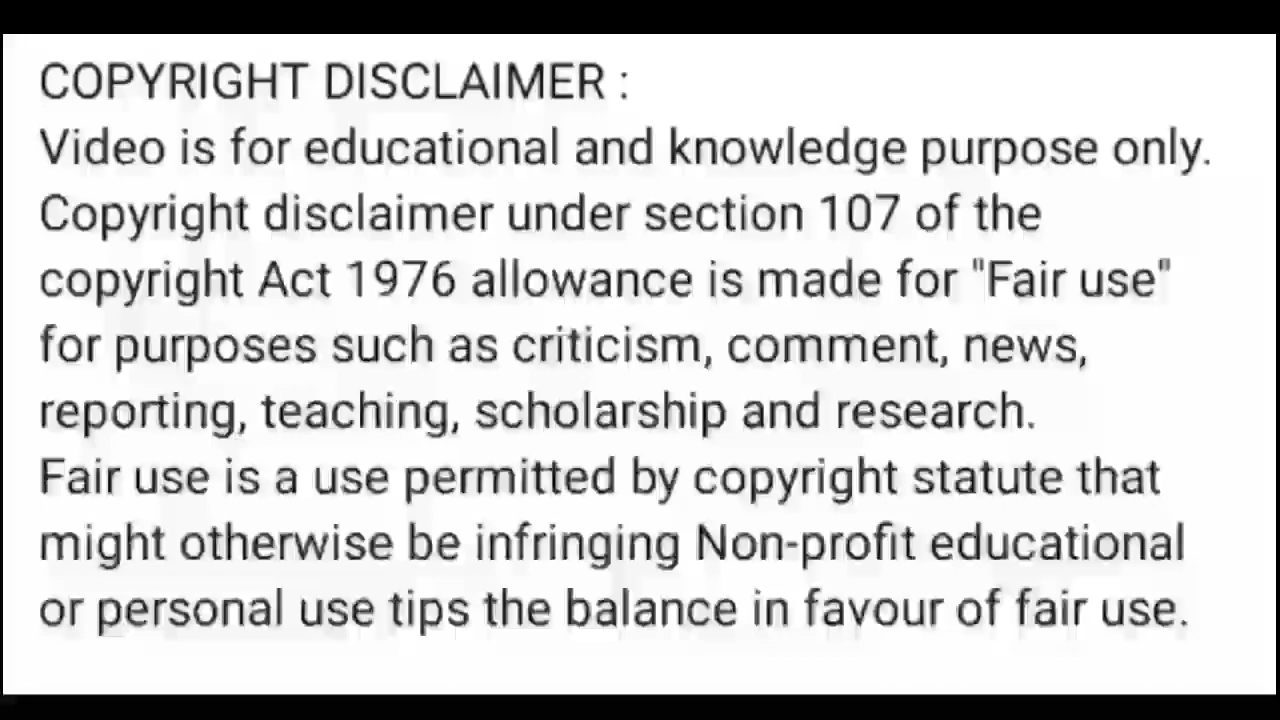 COPYRIGHT DISCLAIMER :
Video is for educational and knowledge purpose only.
Copyright disclaimer under section 107 of the
copyright Act 1976 allowance is made for "Fair use"
for purposes such as criticism, comment, news,
reporting, teaching, scholarship and research.
Fair use is a use permitted by copyright statute that
might otherwise be infringing Non-profit educational
or personal use tips the balance in favour of fair use.